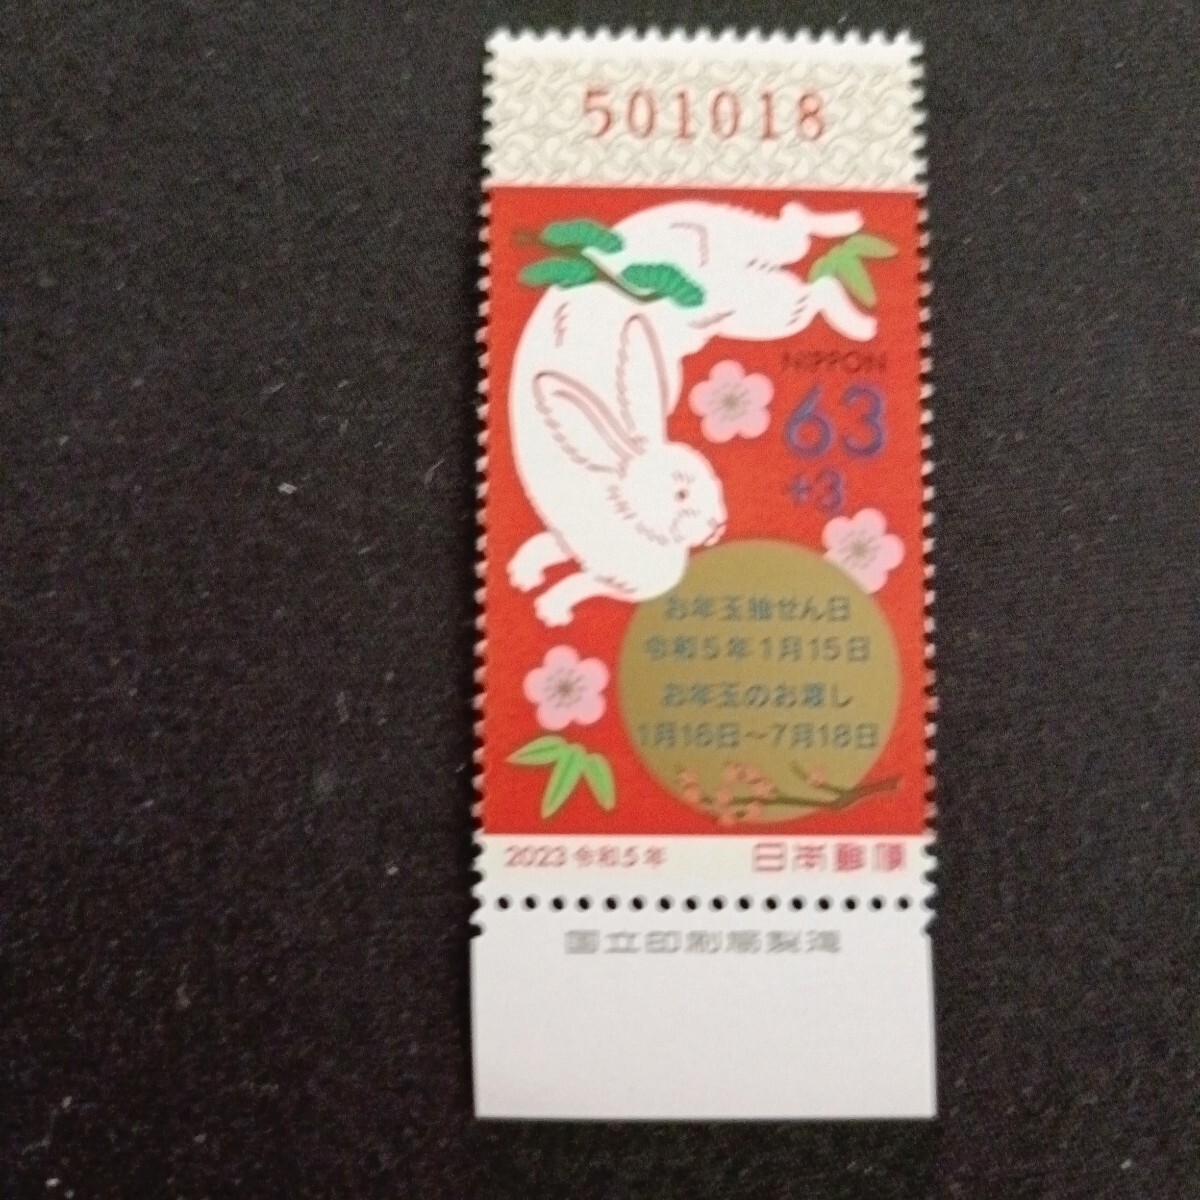 501018
NIPPON
63
+3
お年玉抽せん日
令和5年1月15日
お年玉のお渡し
1月16日～7月18日
2023 令和5年
日本郵便
国立印刷局製造